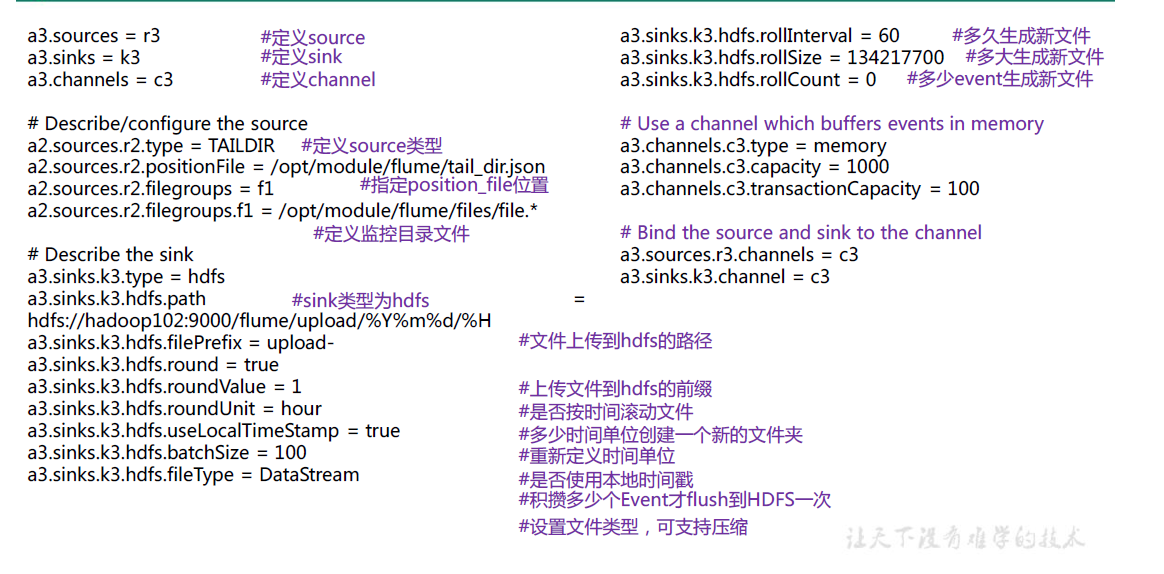 a3.sources = r3 #定义source
a3.sinks = k3 #定义sink
a3.channels = c3 #定义channel
# Describe/configure the source
a2.sources.r2.type = TAILDIR #定义source类型
a2.sources.r2.positionFile = /opt/module/flume/tail_dir.json
a2.sources.r2.filegroups = f1 #指定position_file位置
a2.sources.r2.filegroups.f1 = /opt/module/flume/files/file.*
#定义监控目录文件
# Describe the sink
a3.sinks.k3.type = hdfs
a3.sinks.k3.hdfs.path #sink类型为hdfs =
hdfs://hadoop102:9000/flume/upload/%Y%m%d/%H
a3.sinks.k3.hdfs.filePrefix = upload-
a3.sinks.k3.hdfs.round = true
a3.sinks.k3.hdfs.roundValue = 1
a3.sinks.k3.hdfs.roundUnit = hour
a3.sinks.k3.hdfs.useLocalTimeStamp = true
a3.sinks.k3.hdfs.batchSize = 100
a3.sinks.k3.hdfs.fileType = DataStream
#文件上传到hdfs的路径
#上传文件到hdfs的前缀
#是否按时间滚动文件
#多少时间单位创建一个新的文件夹
#重新定义时间单位
#是否使用本地时间戳
#积攒多少个Event才flush到HDFS一次
#设置文件类型，可支持压缩
a3.sinks.k3.hdfs.rollInterval = 60 #多久生成新文件
a3.sinks.k3.hdfs.rollSize = 134217700 #多大生成新文件
a3.sinks.k3.hdfs.rollCount = 0 #多少event生成新文件
# Use a channel which buffers events in memory
a3.channels.c3.type = memory
a3.channels.c3.capacity = 1000
a3.channels.c3.transactionCapacity = 100
# Bind the source and sink to the channel
a3.sources.r3.channels = c3
a3.sinks.k3.channel = c3
让天下没有难学的技术